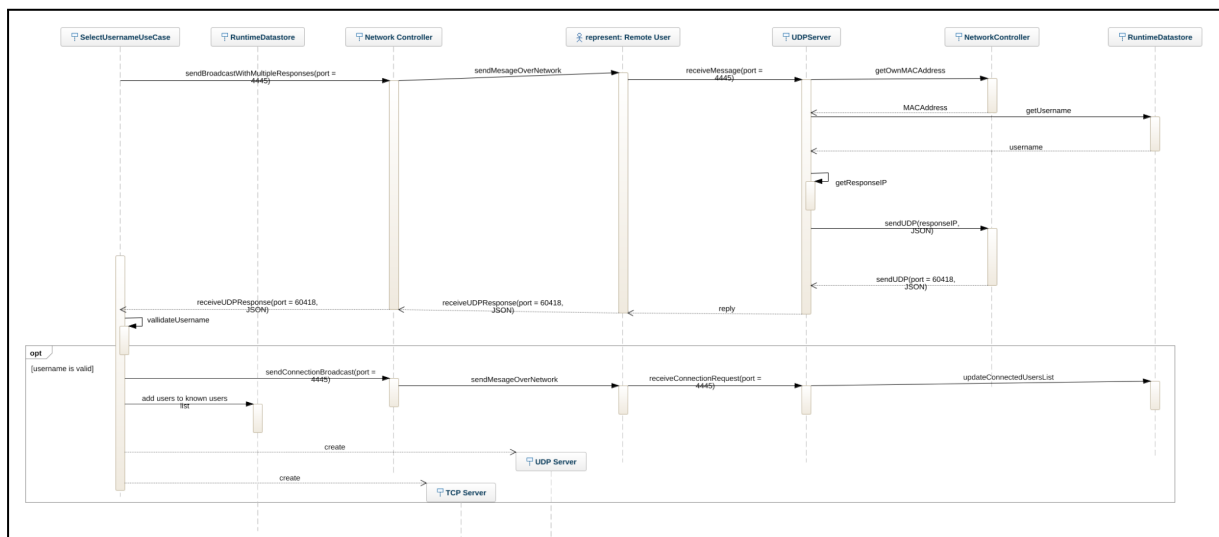 SelectUsernameUseCase
RuntimeDatastore
Network Controller
represent: Remote User
UDPServer
NetworkController
RuntimeDatastore
sendBroadcastWithMultipleResponses(port =
4445)
sendMesageOverNetwork
receiveMessage(port =
4445)
getOwnMACAddress
MACAddress
getUsername
username
getResponseIP
sendUDP(responseIP,
JSON)
sendUDP(port = 60418,
JSON)
receiveUDPResponse(port = 60418,
JSON)
receiveUDPResponse(port = 60418,
JSON)
reply
vallidateUsername
opt
[username is valid]
sendConnectionBroadcast(port =
4445)
sendMesageOverNetwork
receiveConnectionRequest(port =
4445)
updateConnectedUsersList
add users to known users
list
create
UDP Server
create
TCP Server